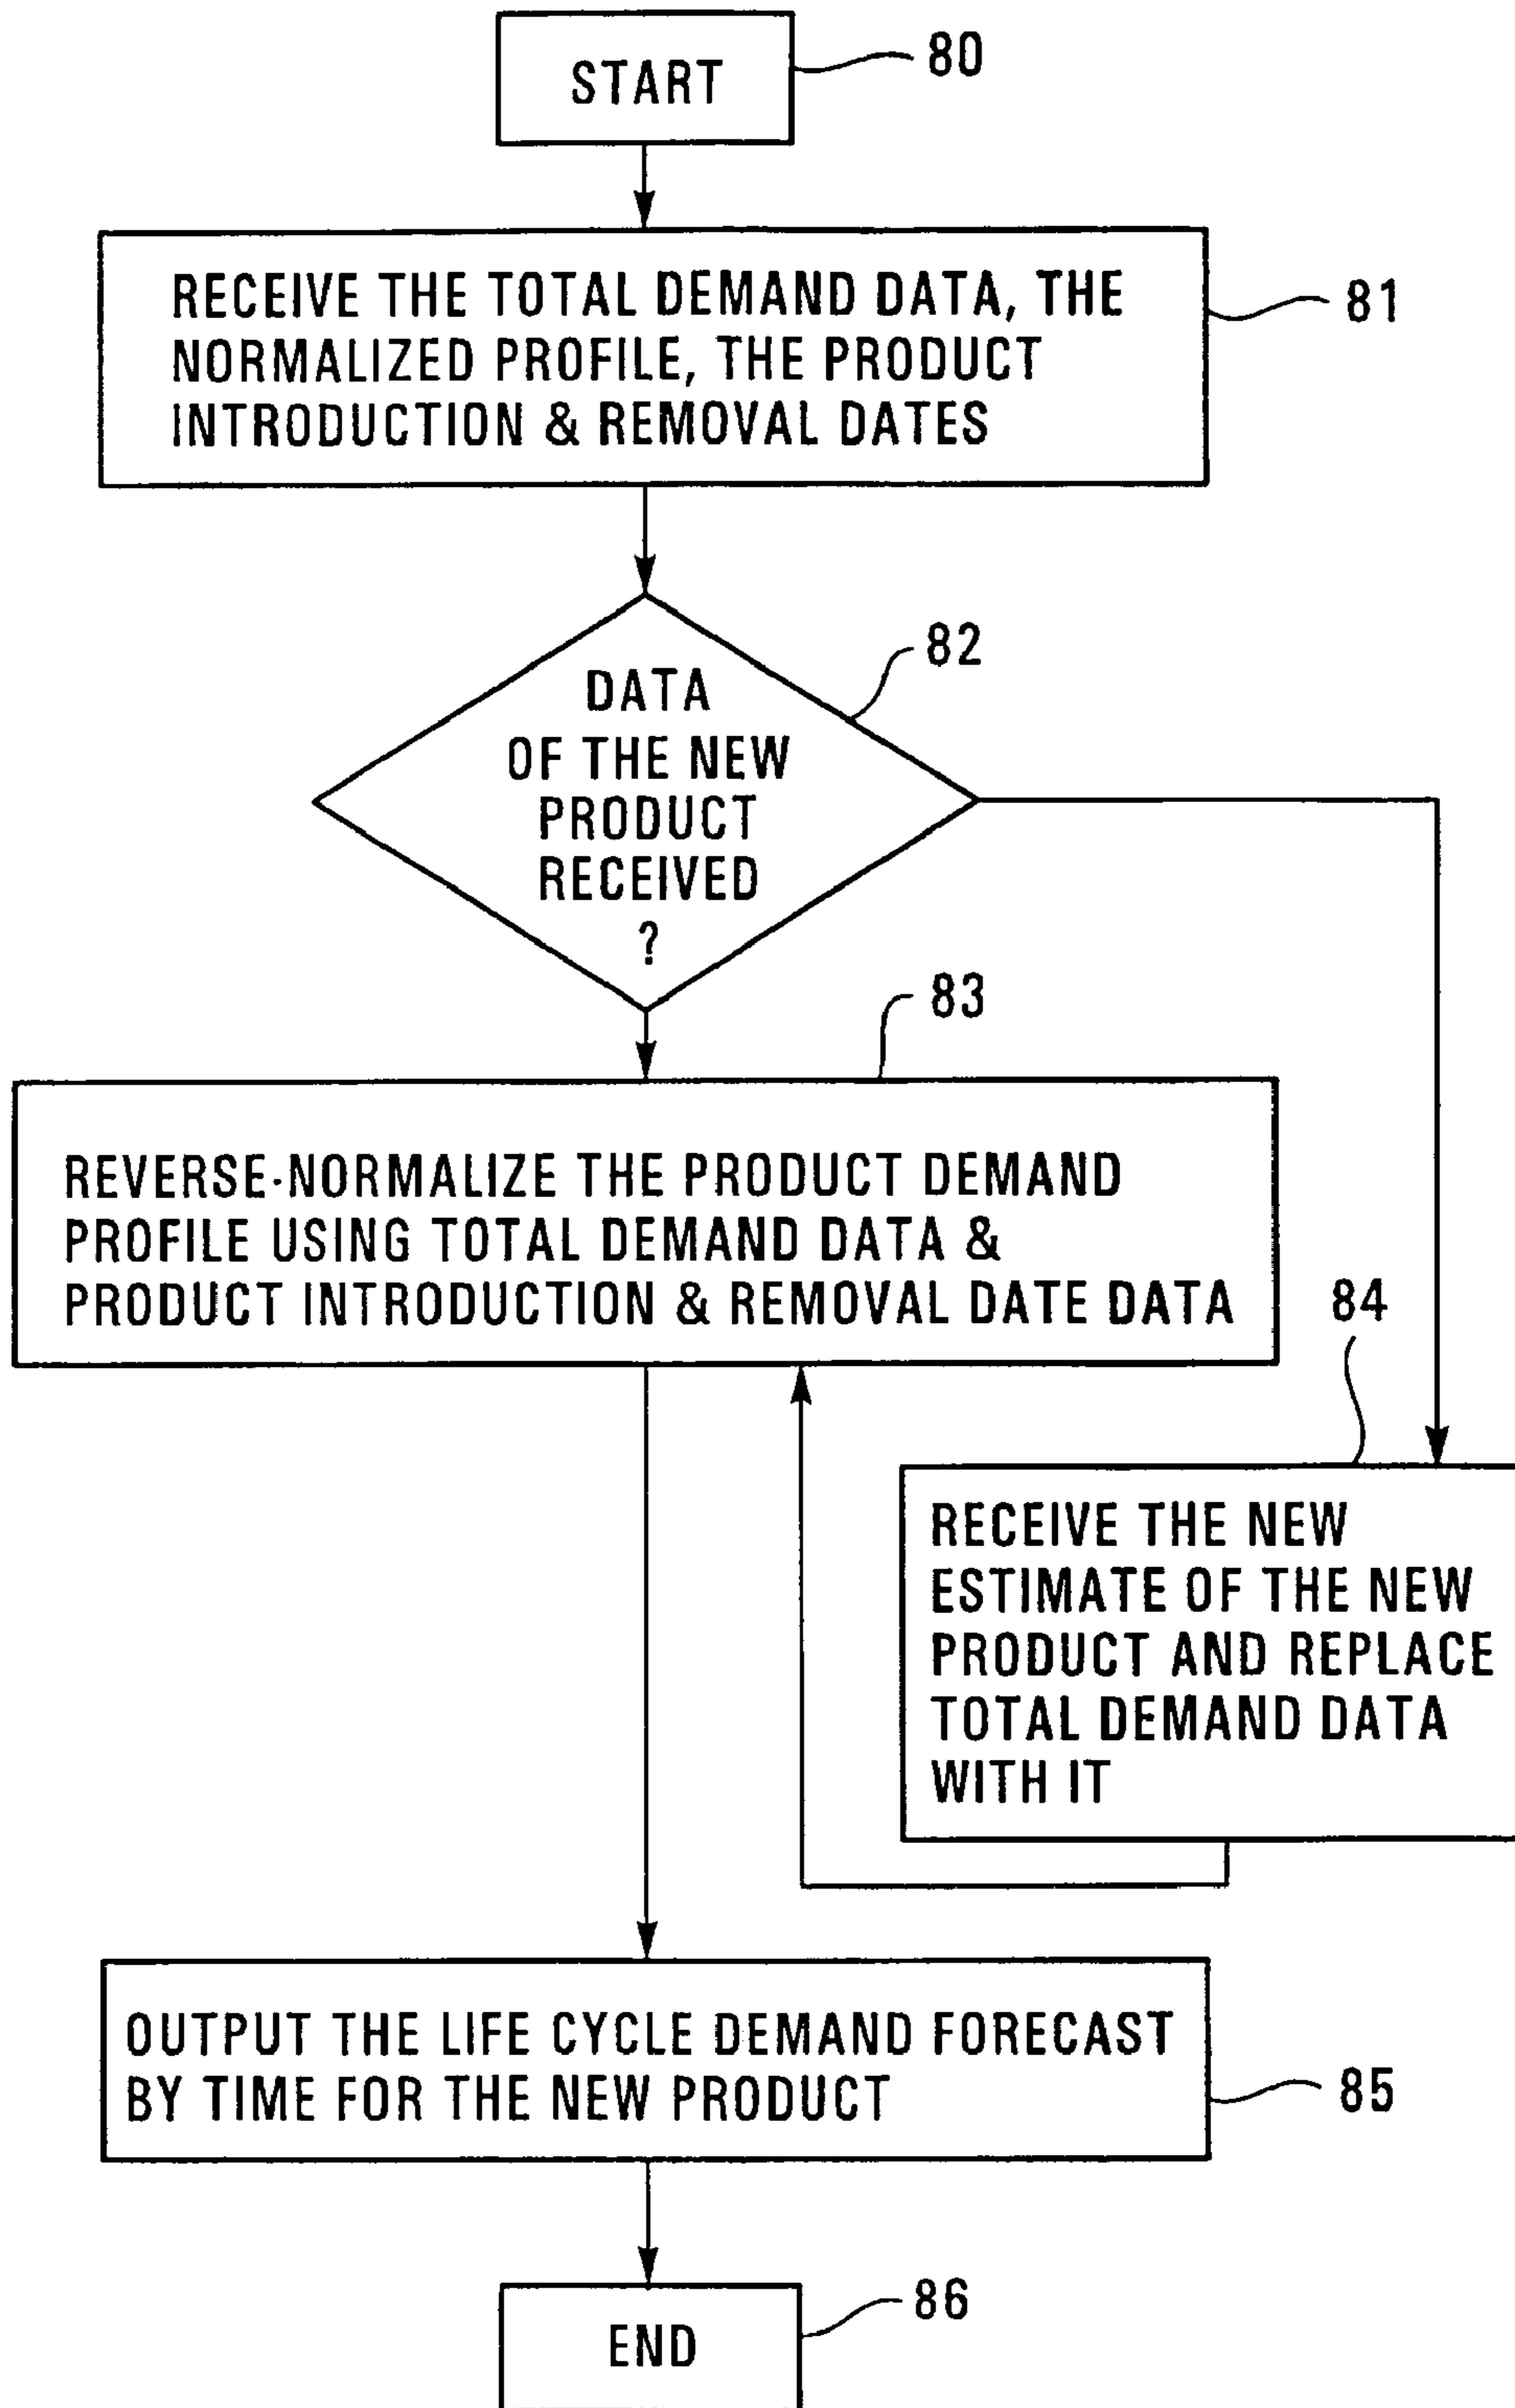 START
80
RECEIVE THE TOTAL DEMAND DATA, THE
NORMALIZED PROFILE, THE PRODUCT
INTRODUCTION & REMOVAL DATES
81
DATA
OF THE NEW
PRODUCT
RECEIVED
?
82
83
REVERSE-NORMALIZE THE PRODUCT DEMAND
PROFILE USING TOTAL DEMAND DATA &
PRODUCT INTRODUCTION & REMOVAL DATE DATA
84
RECEIVE THE NEW
ESTIMATE OF THE NEW
PRODUCT AND REPLACE
TOTAL DEMAND DATA
WITH IT
OUTPUT THE LIFE CYCLE DEMAND FORECAST
BY TIME FOR THE NEW PRODUCT
85
END
86